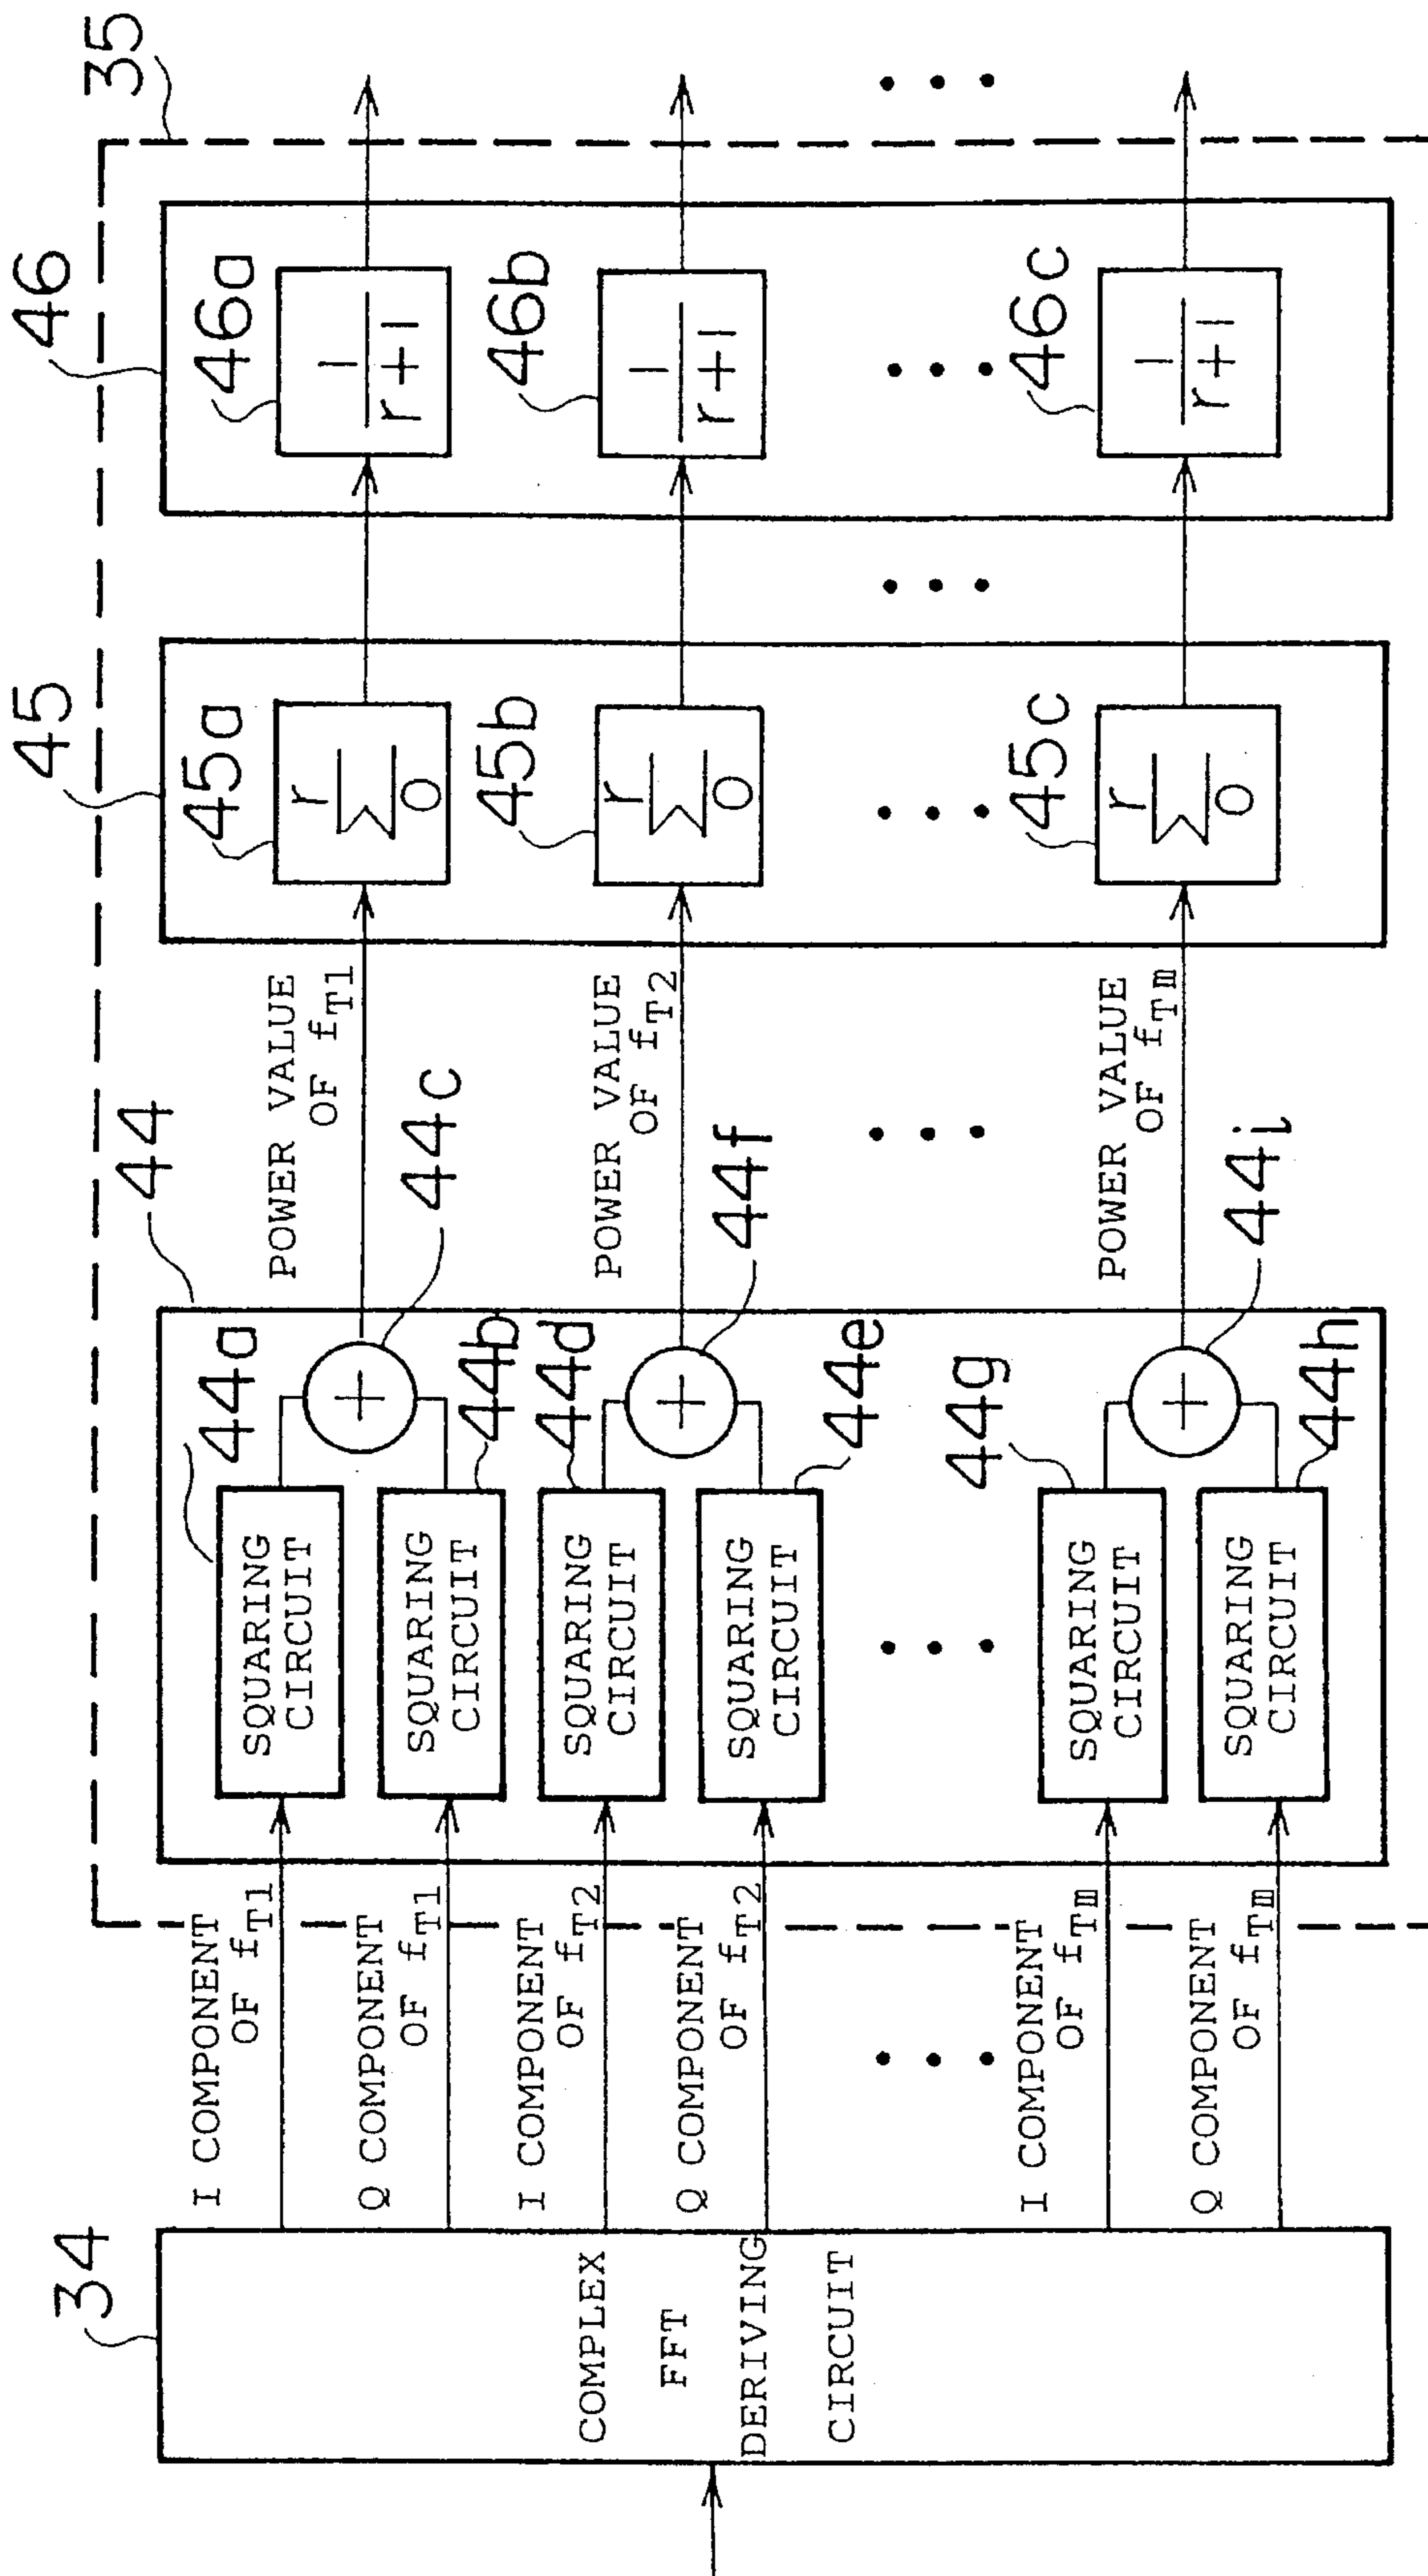 34
COMPLEX
FFT
DERIVING
CIRCUIT
I COMPONENT
OF fT1
Q COMPONENT
OF fT1
I COMPONENT
OF fT2
Q COMPONENT
OF fT2
I COMPONENT
OF fTm
Q COMPONENT
OF fTm
35
44
44a
SQUARING
CIRCUIT
44b
SQUARING
CIRCUIT
44c
44d
SQUARING
CIRCUIT
44e
SQUARING
CIRCUIT
44f
44g
SQUARING
CIRCUIT
44h
SQUARING
CIRCUIT
44i
+
+
+
POWER VALUE
OF fT1
POWER VALUE
OF fT2
POWER VALUE
OF fTm
45
45a
r
Σ
0
45b
r
Σ
0
45c
r
Σ
0
46
46a
1
r+1
46b
1
r+1
46c
1
r+1